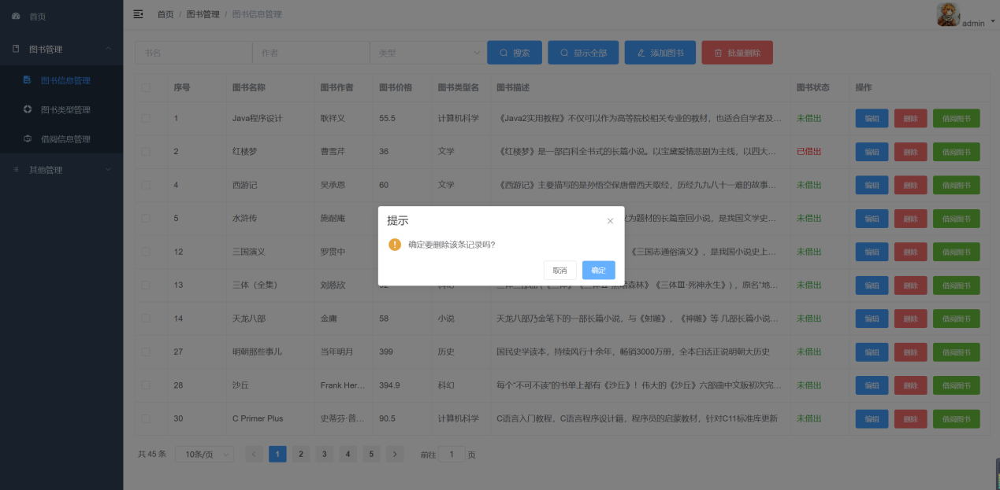 首页
图书管理
图书信息管理
图书类型管理
借阅信息管理
其他管理
首页 / 图书管理 / 图书信息管理
admin
书名 作者 类型 搜索 显示全部 添加图书 批量删除
序号 图书名称 图书作者 图书价格 图书类型名 图书描述 图书状态 操作
1 Java程序设计 耿祥义 55.5 计算机科学 《Java2实用教程》不仅可以作为高等院校相关专业的教材，也适合自学者及… 未借出 编辑 删除 借阅图书
2 红楼梦 曹雪芹 36 文学 《红楼梦》是一部百科全书式的长篇小说。以宝黛爱情悲剧为主线，以四大… 已借出 编辑 删除 借阅图书
4 西游记 吴承恩 60 文学 《西游记》主要描写的是孙悟空保唐僧西天取经，历经九九八十一难的故事… 未借出 编辑 删除 借阅图书
5 水浒传 施耐庵 为题材的长篇章回小说，是我国文学史… 未借出 编辑 删除 借阅图书
12 三国演义 罗贯中 《三国志通俗演义》，是我国小说史上… 未借出 编辑 删除 借阅图书
13 三体（全集） 刘慈欣 森林》《三体Ⅲ·死神永生》)，原名“地… 未借出 编辑 删除 借阅图书
14 天龙八部 金庸 58 小说 天龙八部乃金笔下的一部长篇小说，与《射雕》，《神雕》等 几部长篇小说… 未借出 编辑 删除 借阅图书
27 明朝那些事儿 当年明月 399 历史 国民史学读本，持续风行十余年，畅销3000万册，全本白话正说明朝大历史 未借出 编辑 删除 借阅图书
28 沙丘 Frank Her… 394.9 科幻 每个“不可不读”的书单上都有《沙丘》！伟大的《沙丘》六部曲中文版初次完… 未借出 编辑 删除 借阅图书
30 C Primer Plus 史蒂芬·普… 90.5 计算机科学 C语言入门教程，C语言程序设计籍，程序员的启蒙教材，针对C11标准库更新 未借出 编辑 删除 借阅图书
提示
确定要删除该条记录吗?
取消 确定
共 45 条 10条/页 1 2 3 4 5 前往 1 页